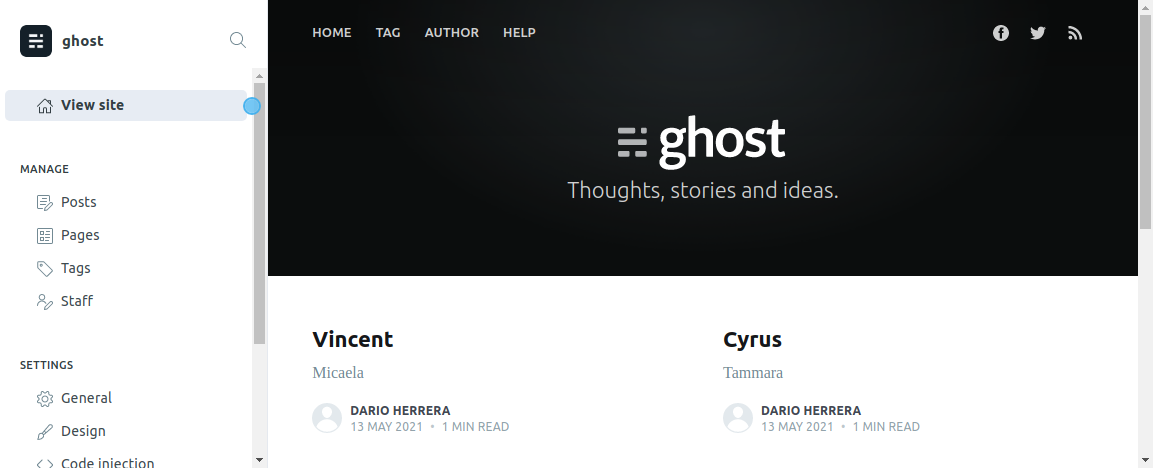 ghost
View site
MANAGE
Posts
Pages
Tags
Staff
SETTINGS
General
Design
Code injection
HOME TAG AUTHOR HELP
ghost
Thoughts, stories and ideas.
Vincent
Micaela
DARIO HERRERA
13 MAY 2021 • 1 MIN READ
Cyrus
Tammara
DARIO HERRERA
13 MAY 2021 • 1 MIN READ